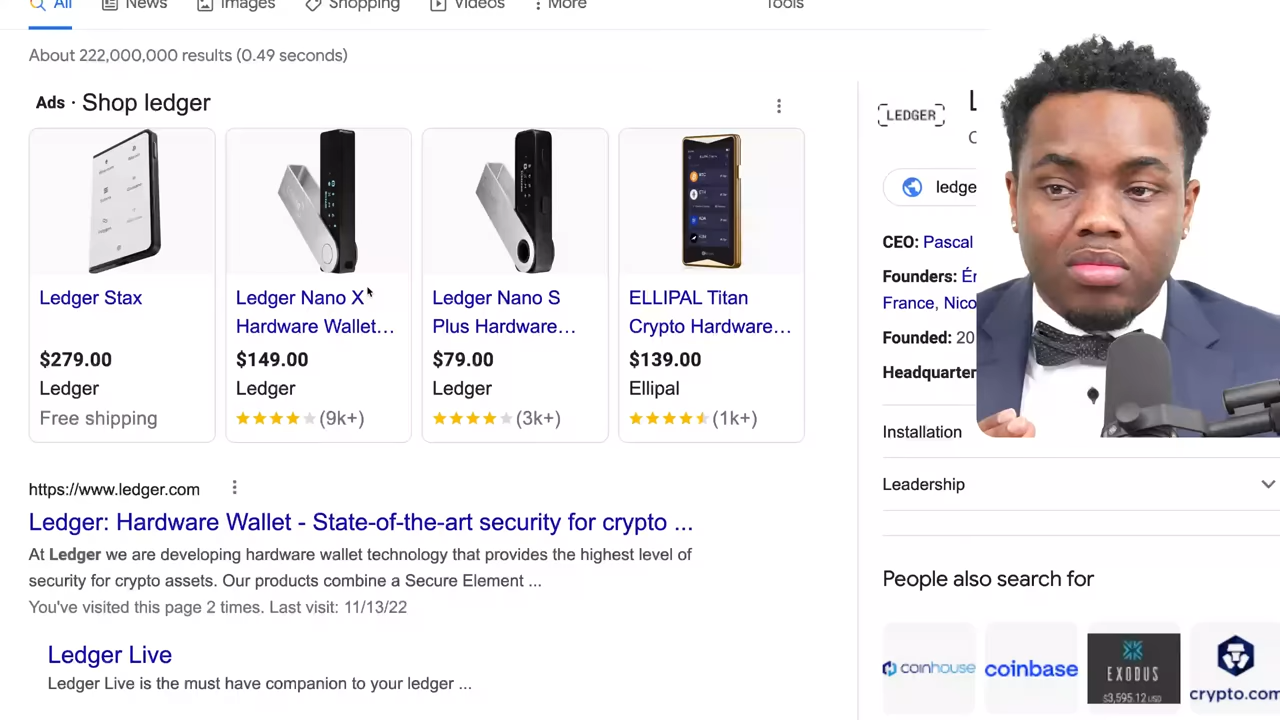 All
News
Images
Shopping
Videos
More
Tools
About 222,000,000 results (0.49 seconds)
Ads · Shop ledger
Ledger Stax
$279.00
Ledger
Free shipping
Ledger Nano X
Hardware Wallet...
$149.00
Ledger
(9k+)
Ledger Nano S
Plus Hardware...
$79.00
Ledger
(3k+)
ELLIPAL Titan
Crypto Hardware...
$139.00
Ellipal
(1k+)
https://www.ledger.com
Ledger: Hardware Wallet - State-of-the-art security for crypto ...
At Ledger we are developing hardware wallet technology that provides the highest level of
security for crypto assets. Our products combine a Secure Element ...
You've visited this page 2 times. Last visit: 11/13/22
Ledger Live
Ledger Live is the must have companion to your ledger ...
LEDGER
L
ledge
CEO: Pascal
Founders: Ér
France, Nico
Founded: 20
Headquarter
Installation
Leadership
People also search for
coinhouse
coinbase
EXODUS
$3,595.12 USD
crypto.com